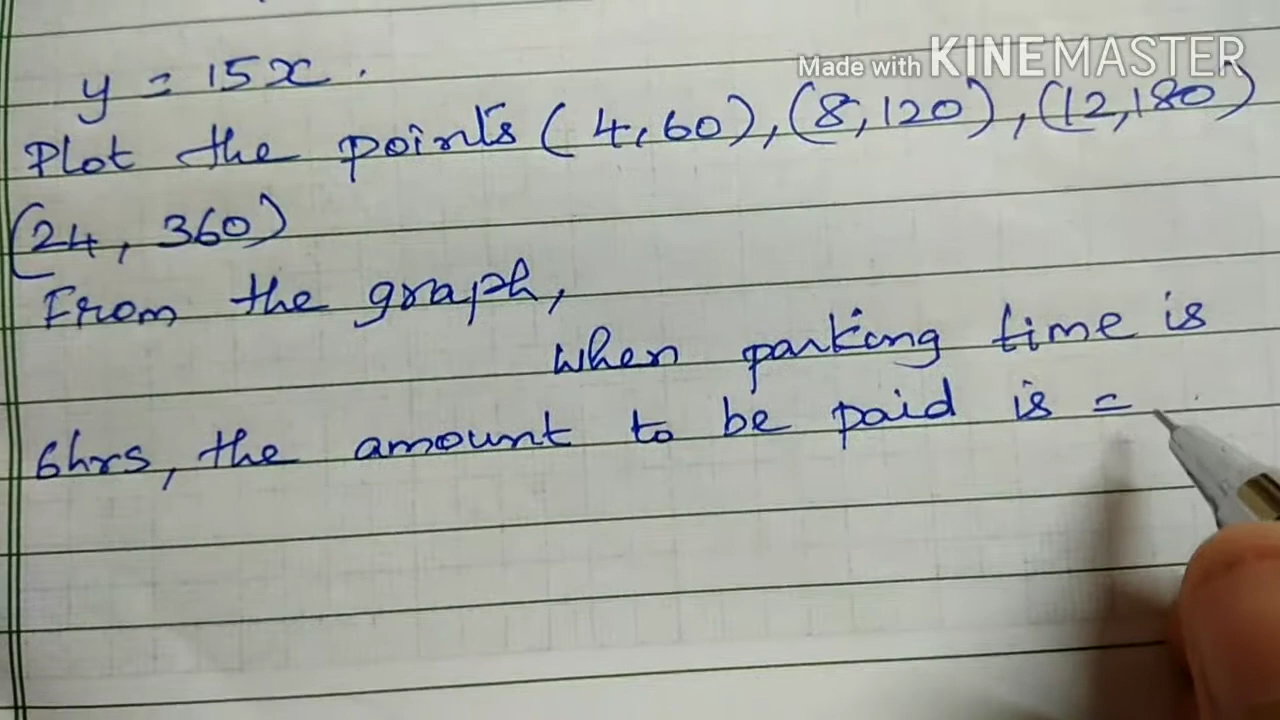 Made with KINEMASTER
y = 15x.
Plot the points (4,60), (8,120), (12,180)
(24, 360)
From the graph,
when parking time is
6hrs, the amount to be paid is =